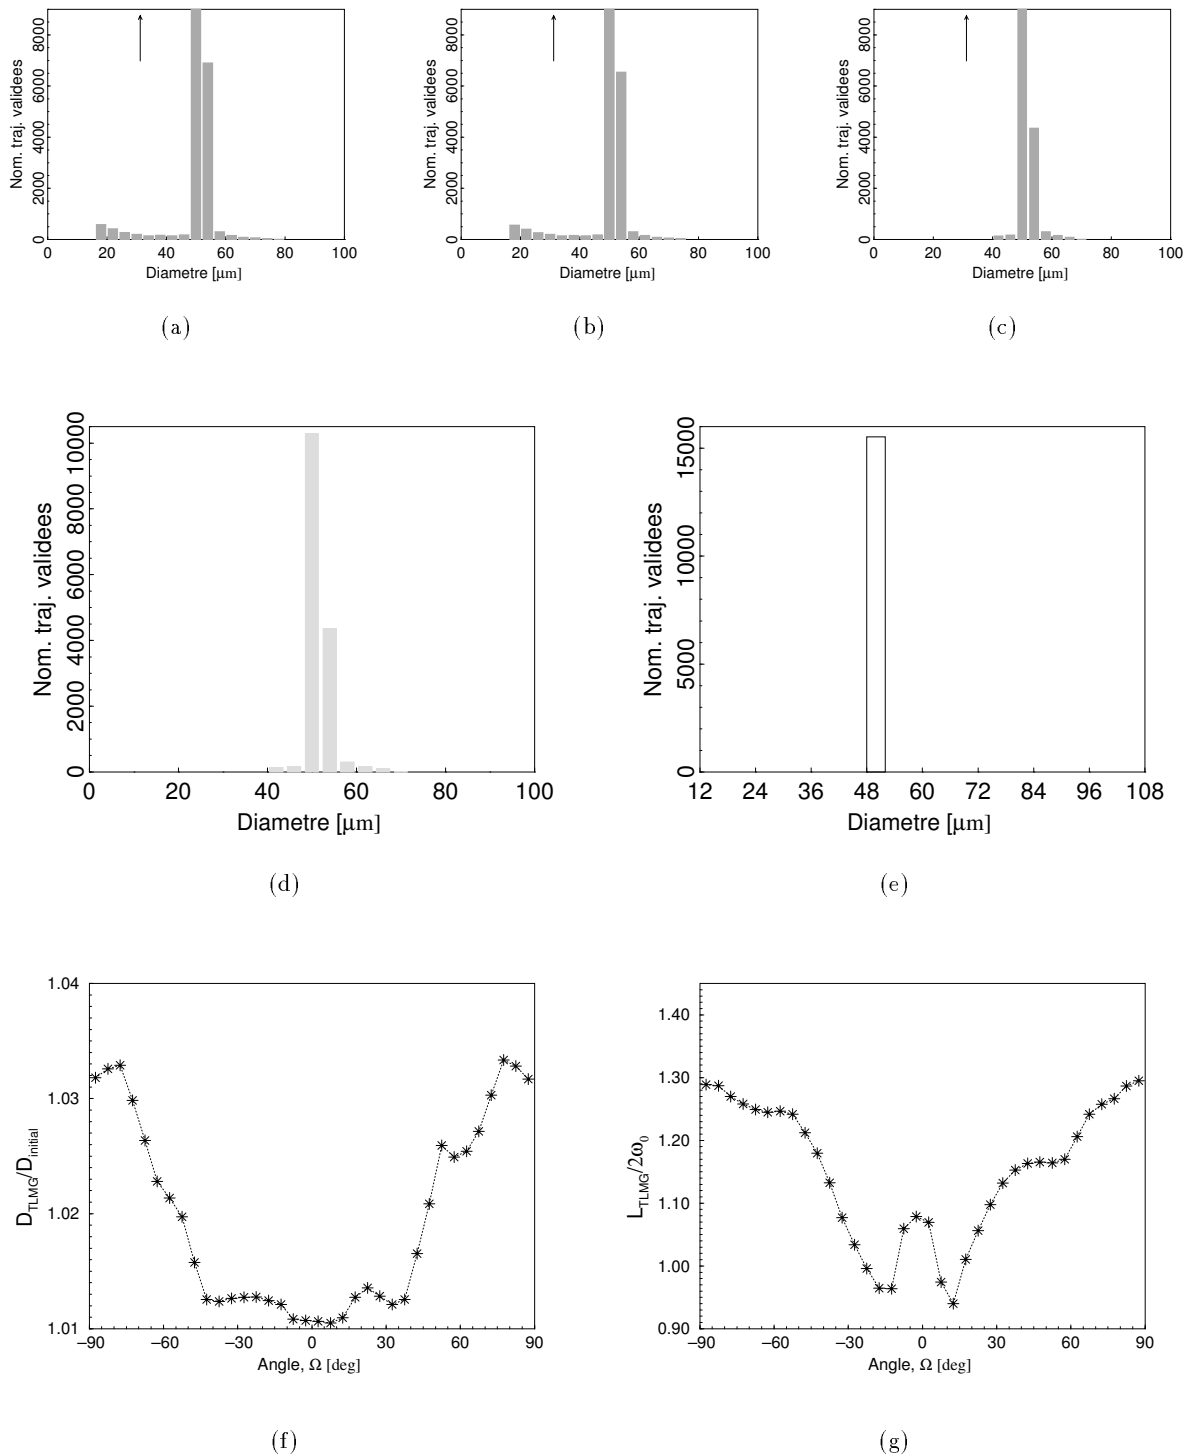 Nom. traj. validees
0 2000 4000 6000 8000
0 20 40 60 80 100
Diametre [μm]
(a)
Nom. traj. validees
0 2000 4000 6000 8000
0 20 40 60 80 100
Diametre [μm]
(b)
Nom. traj. validees
0 2000 4000 6000 8000
0 20 40 60 80 100
Diametre [μm]
(c)
Nom. traj. validees
0 2000 4000 6000 8000 10000
0 20 40 60 80 100
Diametre [μm]
(d)
Nom. traj. validees
0 5000 10000 15000
12 24 36 48 60 72 84 96 108
Diametre [μm]
(e)
D_TLMG/D_initial
1.04
1.03
1.02
1.01
−90 −60 −30 0 30 60 90
Angle, Ω [deg]
(f)
L_TLMG/2ω_0
1.40
1.30
1.20
1.10
1.00
0.90
−90 −60 −30 0 30 60 90
Angle, Ω [deg]
(g)